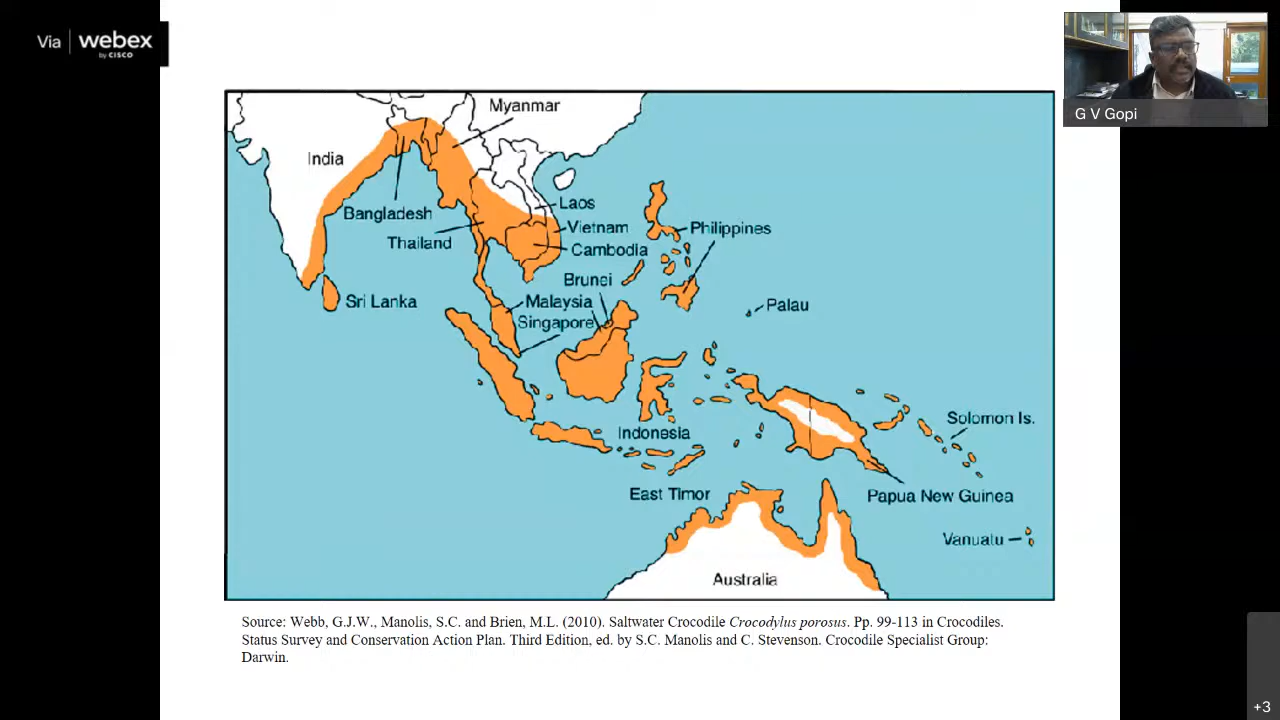 Via webex
by CISCO
G V Gopi
Myanmar
India
Bangladesh
Laos
Thailand
Vietnam
Philippines
Cambodia
Brunei
Sri Lanka
Malaysia
Palau
Singapore
Indonesia
Solomon Is.
East Timor
Papua New Guinea
Vanuatu
Australia
Source: Webb, G.J.W., Manolis, S.C. and Brien, M.L. (2010). Saltwater Crocodile Crocodylus porosus. Pp. 99-113 in Crocodiles.
Status Survey and Conservation Action Plan. Third Edition, ed. by S.C. Manolis and C. Stevenson. Crocodile Specialist Group:
Darwin.
+3